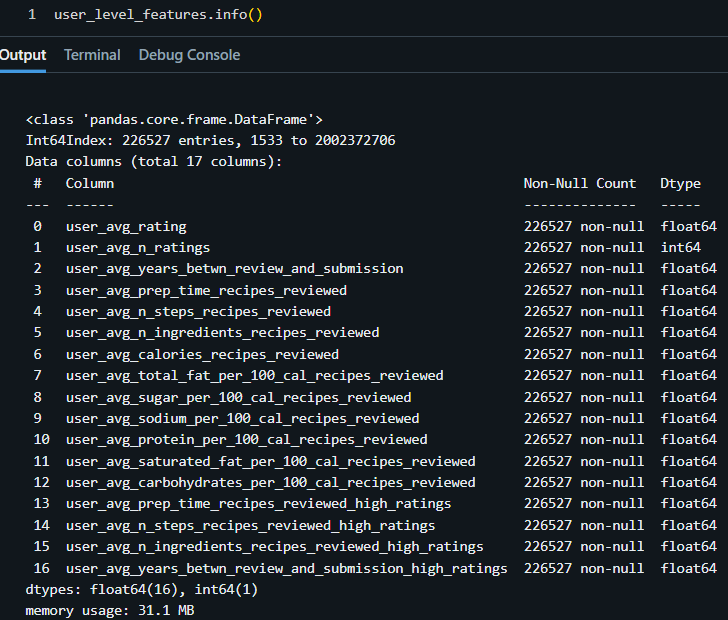 1 user_level_features.info()
Output Terminal Debug Console
<class 'pandas.core.frame.DataFrame'>
Int64Index: 226527 entries, 1533 to 2002372706
Data columns (total 17 columns):
# Column Non-Null Count Dtype
--- ------ -------------- -----
0 user_avg_rating 226527 non-null float64
1 user_avg_n_ratings 226527 non-null int64
2 user_avg_years_betwn_review_and_submission 226527 non-null float64
3 user_avg_prep_time_recipes_reviewed 226527 non-null float64
4 user_avg_n_steps_recipes_reviewed 226527 non-null float64
5 user_avg_n_ingredients_recipes_reviewed 226527 non-null float64
6 user_avg_calories_recipes_reviewed 226527 non-null float64
7 user_avg_total_fat_per_100_cal_recipes_reviewed 226527 non-null float64
8 user_avg_sugar_per_100_cal_recipes_reviewed 226527 non-null float64
9 user_avg_sodium_per_100_cal_recipes_reviewed 226527 non-null float64
10 user_avg_protein_per_100_cal_recipes_reviewed 226527 non-null float64
11 user_avg_saturated_fat_per_100_cal_recipes_reviewed 226527 non-null float64
12 user_avg_carbohydrates_per_100_cal_recipes_reviewed 226527 non-null float64
13 user_avg_prep_time_recipes_reviewed_high_ratings 226527 non-null float64
14 user_avg_n_steps_recipes_reviewed_high_ratings 226527 non-null float64
15 user_avg_n_ingredients_recipes_reviewed_high_ratings 226527 non-null float64
16 user_avg_years_betwn_review_and_submission_high_ratings 226527 non-null float64
dtypes: float64(16), int64(1)
memory usage: 31.1 MB